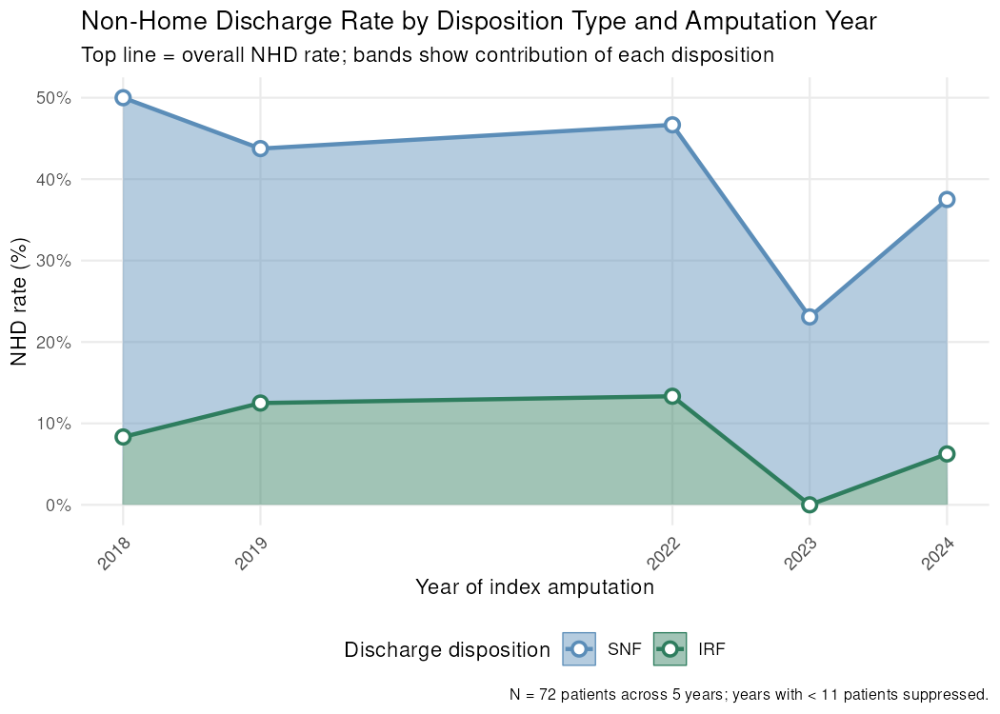 Non-Home Discharge Rate by Disposition Type and Amputation Year
Top line = overall NHD rate; bands show contribution of each disposition
NHD rate (%)
50%
40%
30%
20%
10%
0%
2018
2019
2022
2023
2024
Year of index amputation
Discharge disposition
SNF
IRF
N = 72 patients across 5 years; years with < 11 patients suppressed.